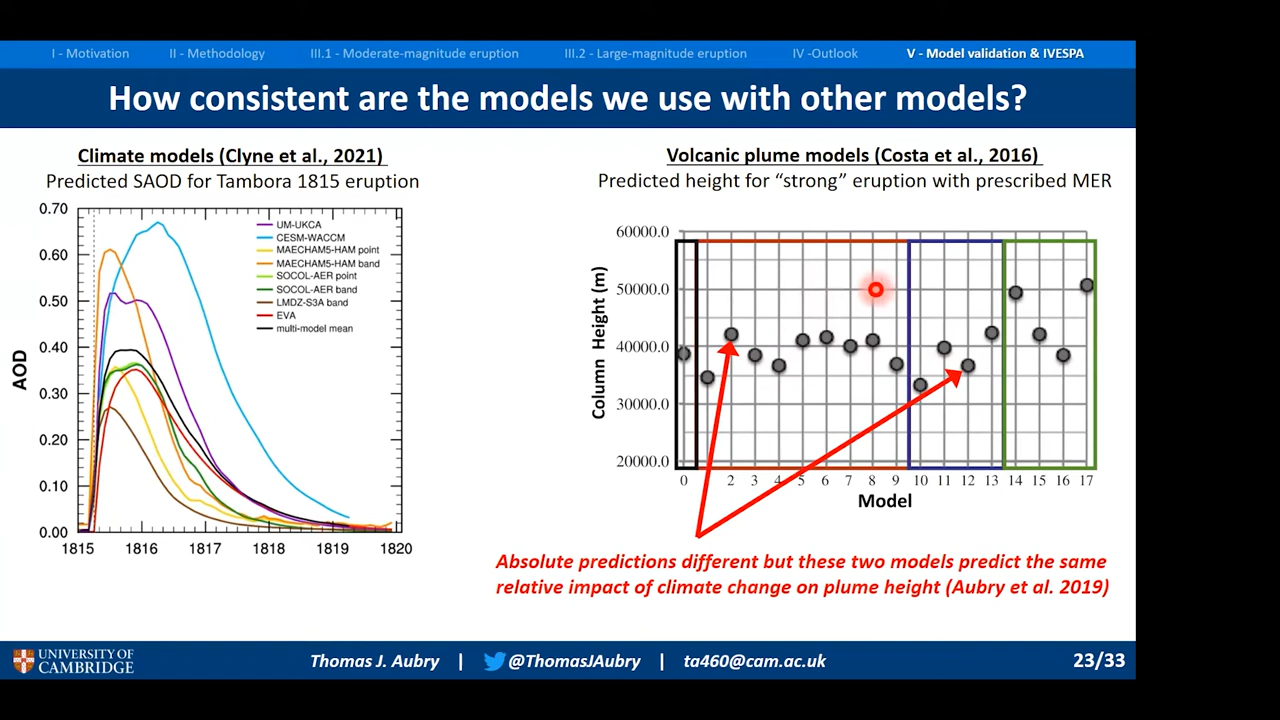 I - Motivation
II - Methodology
III.1 - Moderate-magnitude eruption
III.2 - Large-magnitude eruption
IV -Outlook
V - Model validation & IVESPA
How consistent are the models we use with other models?
Climate models (Clyne et al., 2021)
Predicted SAOD for Tambora 1815 eruption
0.70
0.60
0.50
0.40
0.30
0.20
0.10
0.00
AOD
UM-UKCA
CESM-WACCM
MAECHAM5-HAM point
MAECHAM5-HAM band
SOCOL-AER point
SOCOL-AER band
LMDZ-S3A band
EVA
multi-model mean
1815 1816 1817 1818 1819 1820
Volcanic plume models (Costa et al., 2016)
Predicted height for “strong” eruption with prescribed MER
60000.0
50000.0
40000.0
30000.0
20000.0
Column Height (m)
0 2 3 4 5 6 7 8 9 10 11 12 13 14 15 16 17
Model
Absolute predictions different but these two models predict the same
relative impact of climate change on plume height (Aubry et al. 2019)
UNIVERSITY OF
CAMBRIDGE
Thomas J. Aubry | @ThomasJAubry | ta460@cam.ac.uk
23/33